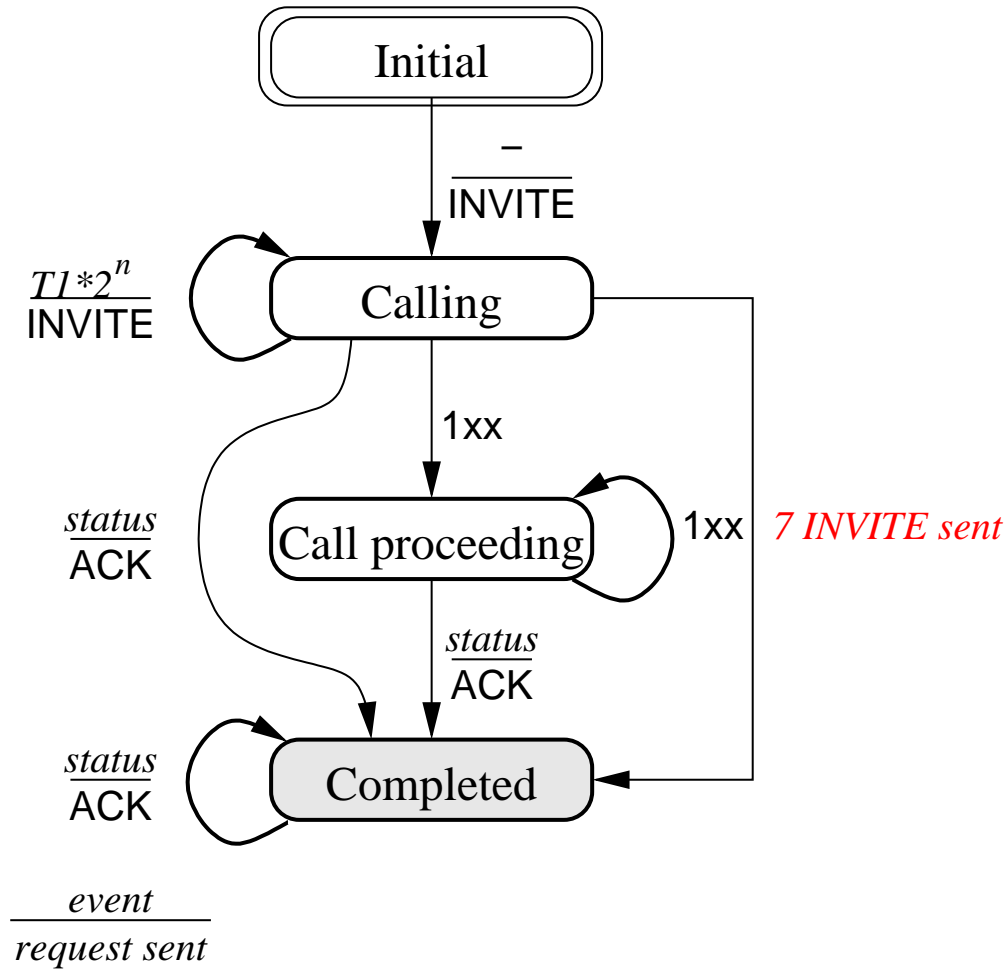 Initial
–
INVITE
T1*2^n
INVITE
Calling
1xx
status
ACK
Call proceeding
1xx
7 INVITE sent
status
ACK
status
ACK
Completed
event
request sent